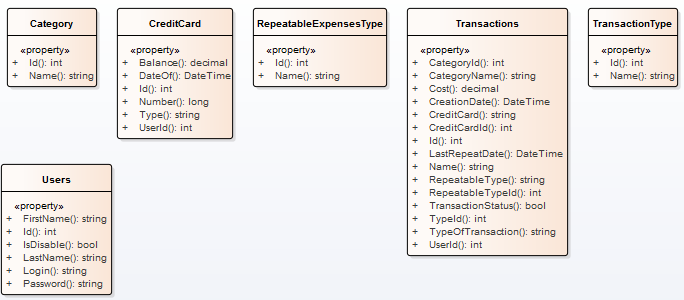 Category
«property»
+ Id(): int
+ Name(): string
CreditCard
«property»
+ Balance(): decimal
+ DateOf(): DateTime
+ Id(): int
+ Number(): long
+ Type(): string
+ UserId(): int
RepeatableExpensesType
«property»
+ Id(): int
+ Name(): string
Transactions
«property»
+ CategoryId(): int
+ CategoryName(): string
+ Cost(): decimal
+ CreationDate(): DateTime
+ CreditCard(): string
+ CreditCardId(): int
+ Id(): int
+ LastRepeatDate(): DateTime
+ Name(): string
+ RepeatableType(): string
+ RepeatableTypeId(): int
+ TransactionStatus(): bool
+ TypeId(): int
+ TypeOfTransaction(): string
+ UserId(): int
TransactionType
«property»
+ Id(): int
+ Name(): string
Users
«property»
+ FirstName(): string
+ Id(): int
+ IsDisable(): bool
+ LastName(): string
+ Login(): string
+ Password(): string